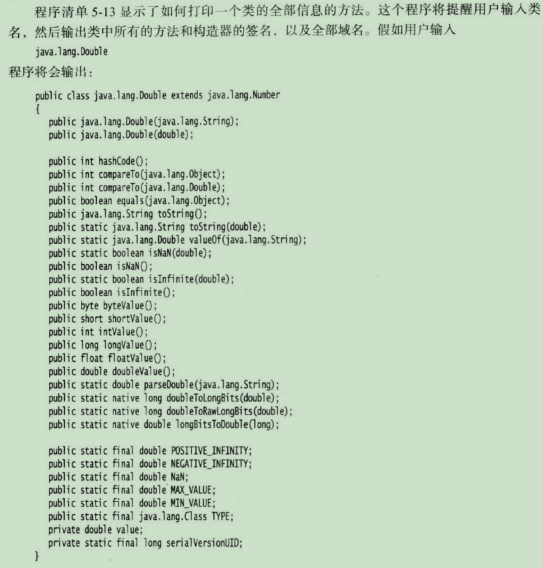 程序清单 5-13 显示了如何打印一个类的全部信息的方法。这个程序将提醒用户输入类
名，然后输出类中所有的方法和构造器的签名，以及全部域名。假如用户输入
java.lang.Double
程序将会输出：
public class java.lang.Double extends java.lang.Number
{
public java.lang.Double(java.lang.String);
public java.lang.Double(double);
public int hashCode();
public int compareTo(java.lang.Object);
public int compareTo(java.lang.Double);
public boolean equals(java.lang.Object);
public java.lang.String toString();
public static java.lang.String toString(double);
public static java.lang.Double valueOf(java.lang.String);
public static boolean isNaN(double);
public boolean isNaN();
public static boolean isInfinite(double);
public boolean isInfinite();
public byte byteValue();
public short shortValue();
public int intValue();
public long longValue();
public float floatValue();
public double doubleValue();
public static double parseDouble(java.lang.String);
public static native long doubleToLongBits(double);
public static native long doubleToRawLongBits(double);
public static native double longBitsToDouble(long);
public static final double POSITIVE_INFINITY;
public static final double NEGATIVE_INFINITY;
public static final double NaN;
public static final double MAX_VALUE;
public static final double MIN_VALUE;
public static final java.lang.Class TYPE;
private double value;
private static final long serialVersionUID;
}